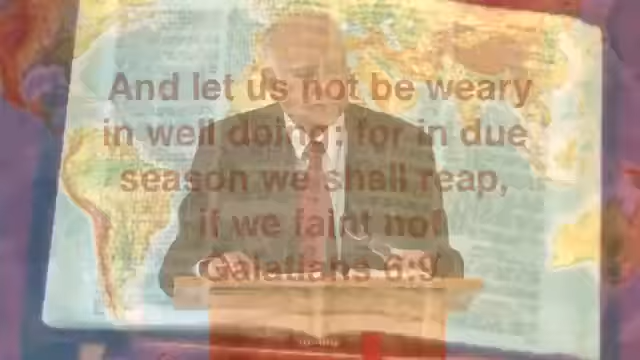 And let us not be weary
in well doing: for in due
season we shall reap,
if we faint not
Galatians 6:9